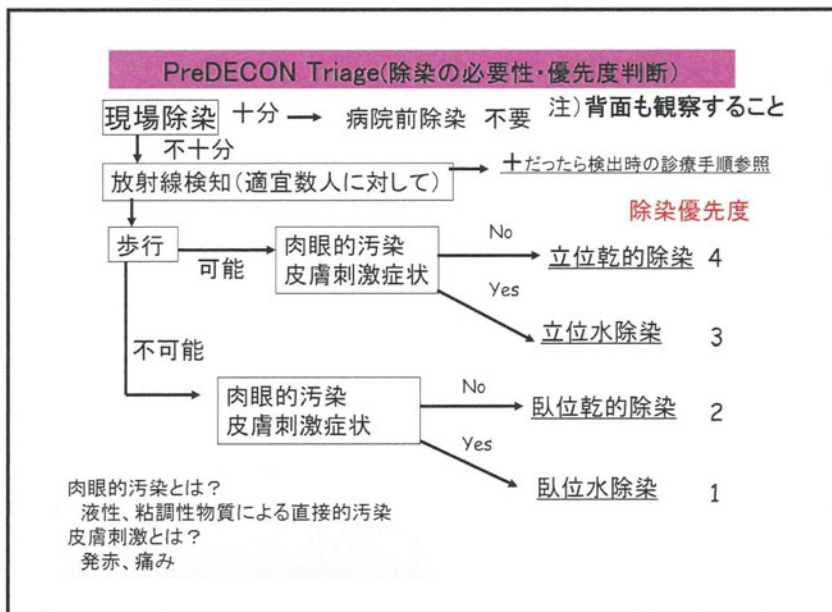 PreDECON Triage(除染の必要性・優先度判断)
現場除染 十分 病院前除染 不要 注)背面も観察すること
不十分
放射線検知(適宜数人に対して) +だったら検出時の診療手順参照
除染優先度
歩行 可能 肉眼的汚染 No 立位乾的除染 4
皮膚刺激症状 Yes
立位水除染 3
不可能
肉眼的汚染 No 臥位乾的除染 2
皮膚刺激症状 Yes
臥位水除染 1
肉眼的汚染とは?
液性、粘調性物質による直接的汚染
皮膚刺激とは?
発赤、痛み